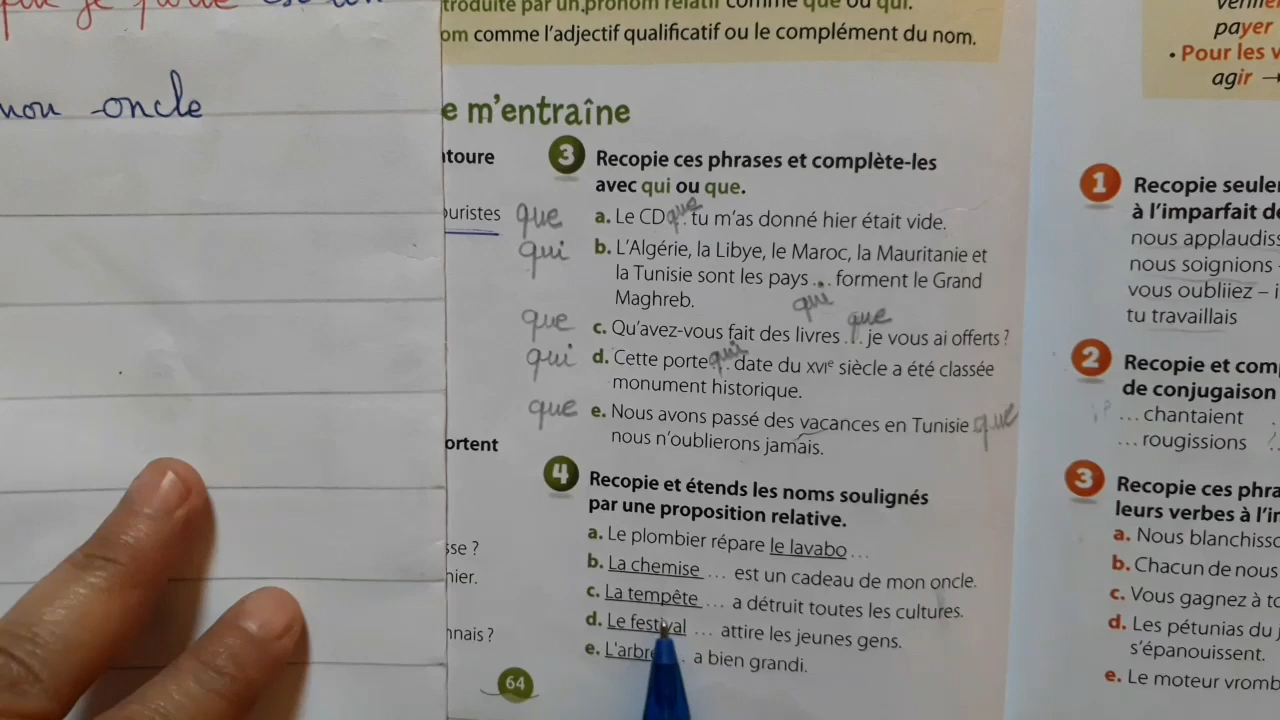 que je porte est un
mon oncle
troduite par un pronom relatif comme que ou qui.
om comme l'adjectif qualificatif ou le complément du nom.
e m'entraîne
toure
ouristes
ortent
sse ?
nier.
nnais ?
3 Recopie ces phrases et complète-les
avec qui ou que.
que a. Le CD que tu m'as donné hier était vide.
qui b. L'Algérie, la Libye, le Maroc, la Mauritanie et
la Tunisie sont les pays ... forment le Grand
qui
Maghreb.
que
que c. Qu'avez-vous fait des livres ... je vous ai offerts ?
qui d. Cette porte qui date du XVIe siècle a été classée
monument historique.
que e. Nous avons passé des vacances en Tunisie que
nous n'oublierons jamais.
4 Recopie et étends les noms soulignés
par une proposition relative.
a. Le plombier répare le lavabo ...
b. La chemise ... est un cadeau de mon oncle.
c. La tempête ... a détruit toutes les cultures.
d. Le festival ... attire les jeunes gens.
e. L'arbre ... a bien grandi.
64
payer
• Pour les v
agir →
1 Recopie seule
à l'imparfait d
nous applaudiss
nous soignions -
vous oubliiez – i
tu travaillais
2 Recopie et com
de conjugaison
... chantaient
... rougissions
3 Recopie ces phra
leurs verbes à l'i
a. Nous blanchisso
b. Chacun de nous
c. Vous gagnez à to
d. Les pétunias du
s'épanouissent.
e. Le moteur vromb